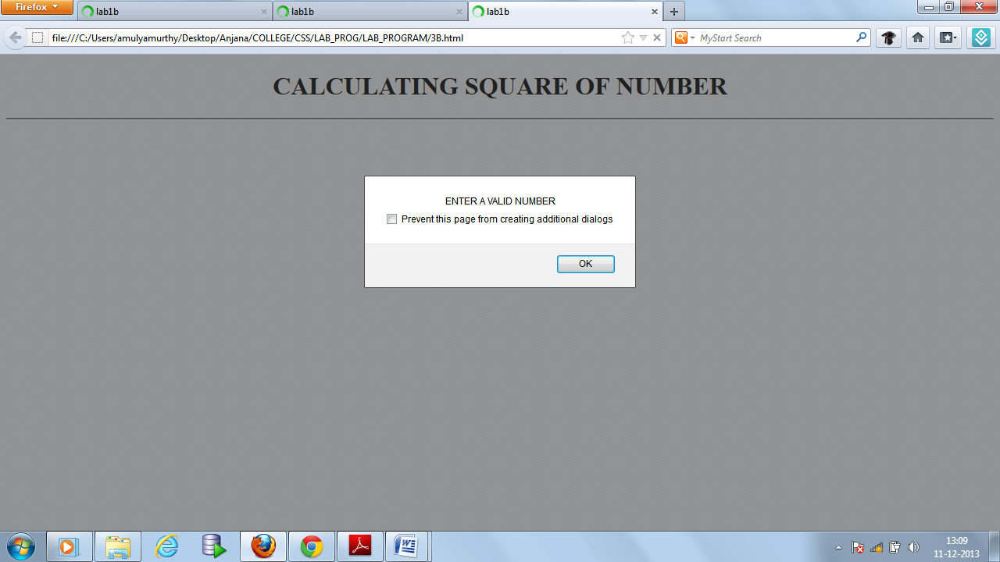 Firefox
lab1b
lab1b
lab1b
file:///C:/Users/amulyamurthy/Desktop/Anjana/COLLEGE/CSS/LAB_PROG/LAB_PROGRAM/3B.html
MyStart Search
CALCULATING SQUARE OF NUMBER
ENTER A VALID NUMBER
Prevent this page from creating additional dialogs
OK
13:09
11-12-2013